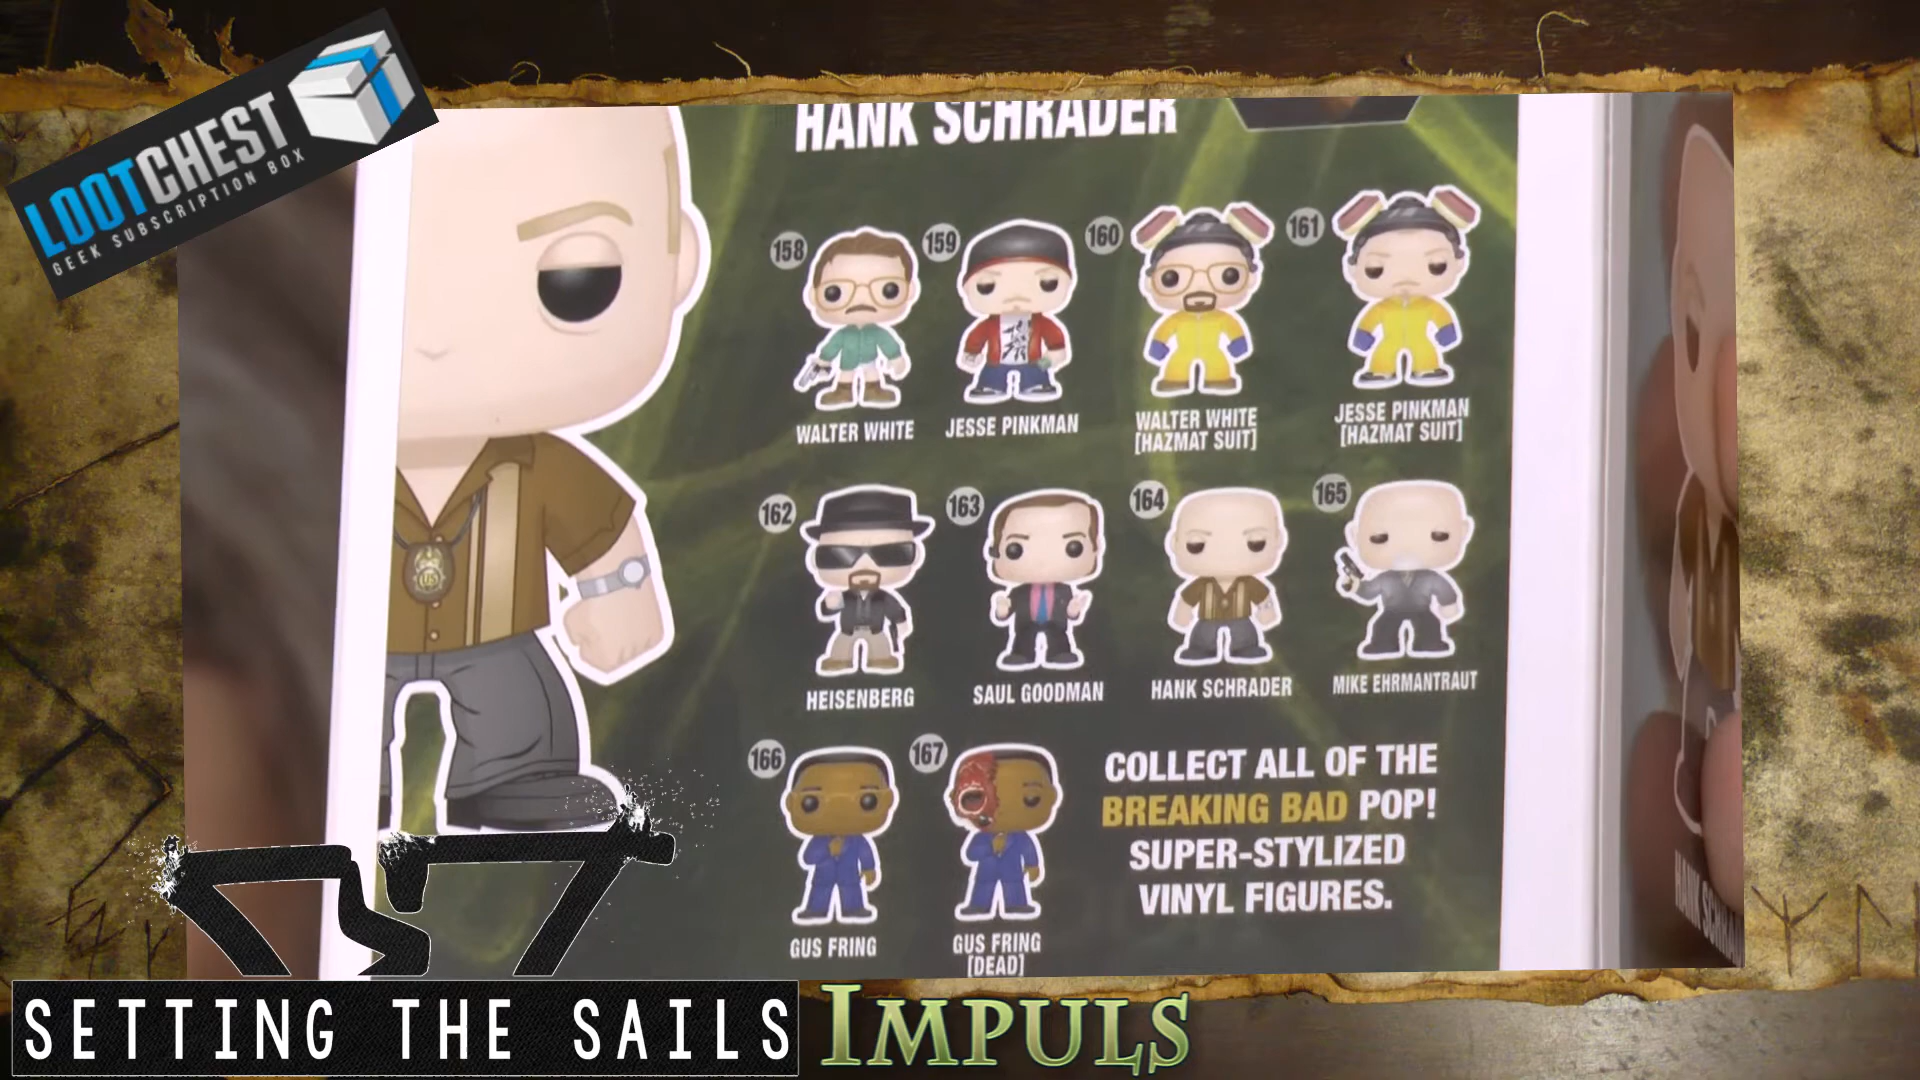 LOOTCHEST
GEEK SUBSCRIPTION BOX
HANK SCHRADER
158
159
160
161
WALTER WHITE
JESSE PINKMAN
WALTER WHITE
[HAZMAT SUIT]
JESSE PINKMAN
[HAZMAT SUIT]
162
163
164
165
HEISENBERG
SAUL GOODMAN
HANK SCHRADER
MIKE EHRMANTRAUT
166
167
GUS FRING
GUS FRING
[DEAD]
COLLECT ALL OF THE
BREAKING BAD POP!
SUPER-STYLIZED
VINYL FIGURES.
SETTING THE SAILS
IMPULS